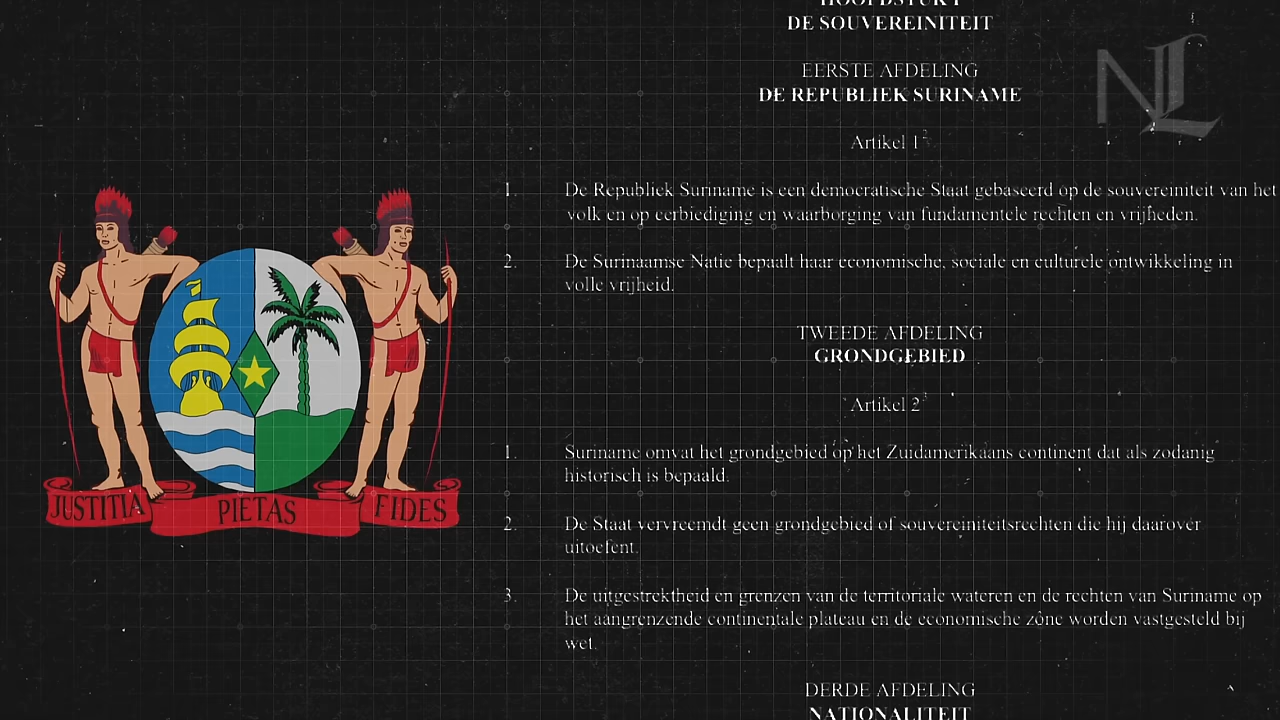 HOOFDSTUK I
DE SOUVEREINITEIT
NL
EERSTE AFDELING
DE REPUBLIEK SURINAME
Artikel 1²
1. De Republiek Suriname is een democratische Staat gebaseerd op de souvereiniteit van het
volk en op eerbiediging en waarborging van fundamentele rechten en vrijheden.
2. De Surinaamse Natie bepaalt haar economische, sociale en culturele ontwikkeling in
volle vrijheid.
TWEEDE AFDELING
GRONDGEBIED
Artikel 2³
1. Suriname omvat het grondgebied op het Zuidamerikaans continent dat als zodanig
historisch is bepaald.
2. De Staat vervreemdt geen grondgebied of souvereiniteitsrechten die hij daarover
uitoefent.
3. De uitgestrektheid en grenzen van de territoriale wateren en de rechten van Suriname op
het aangrenzende continentale plateau en de economische zône worden vastgesteld bij
wet.
DERDE AFDELING
NATIONALITEIT
JUSTITIA PIETAS FIDES